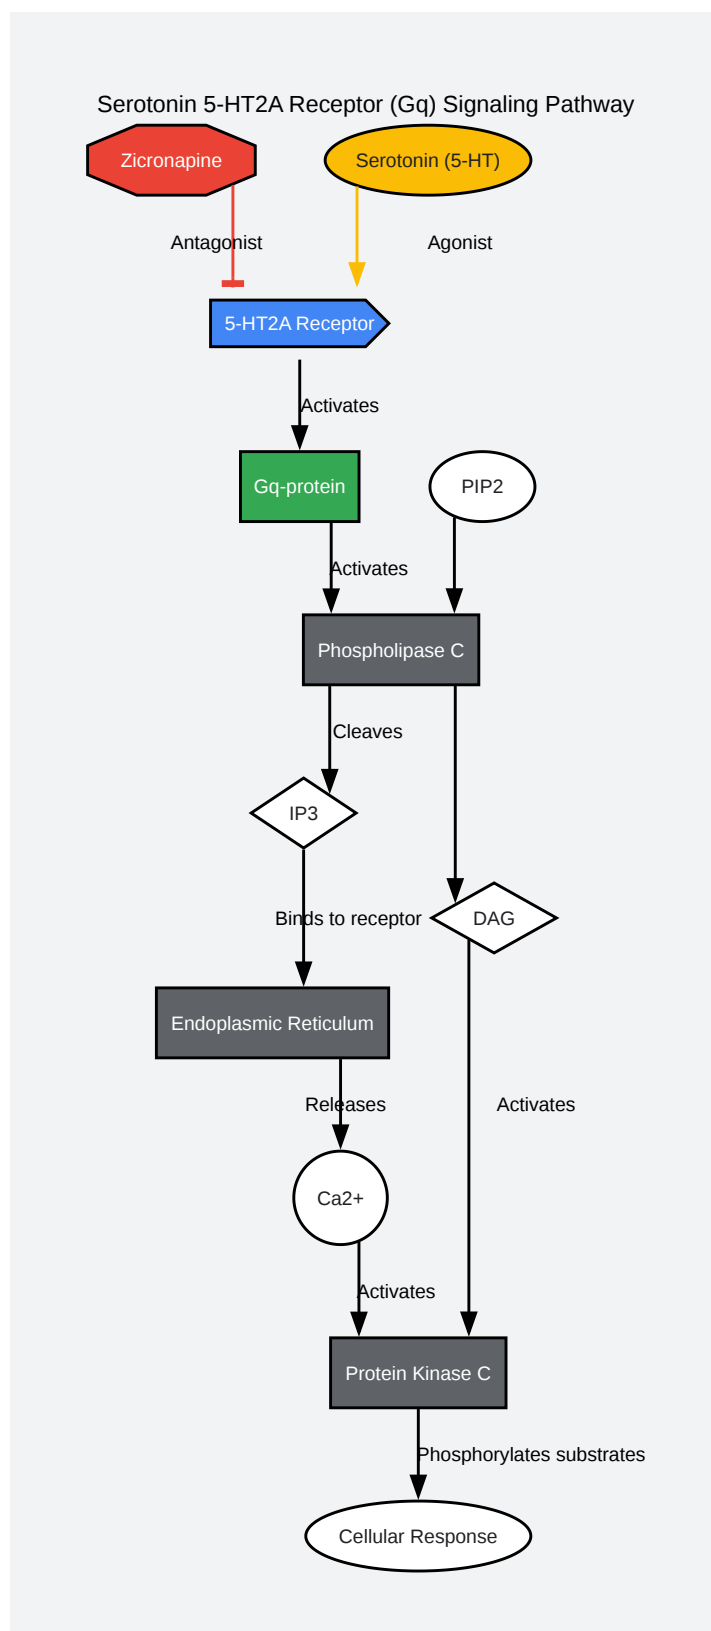 Serotonin 5-HT2A Receptor (Gq) Signaling Pathway
Zicronapine
Serotonin (5-HT)
Antagonist
Agonist
5-HT2A Receptor
Activates
Gq-protein
PIP2
Activates
Phospholipase C
Cleaves
IP3
Binds to receptor
DAG
Endoplasmic Reticulum
Releases
Activates
Ca2+
Activates
Protein Kinase C
Phosphorylates substrates
Cellular Response